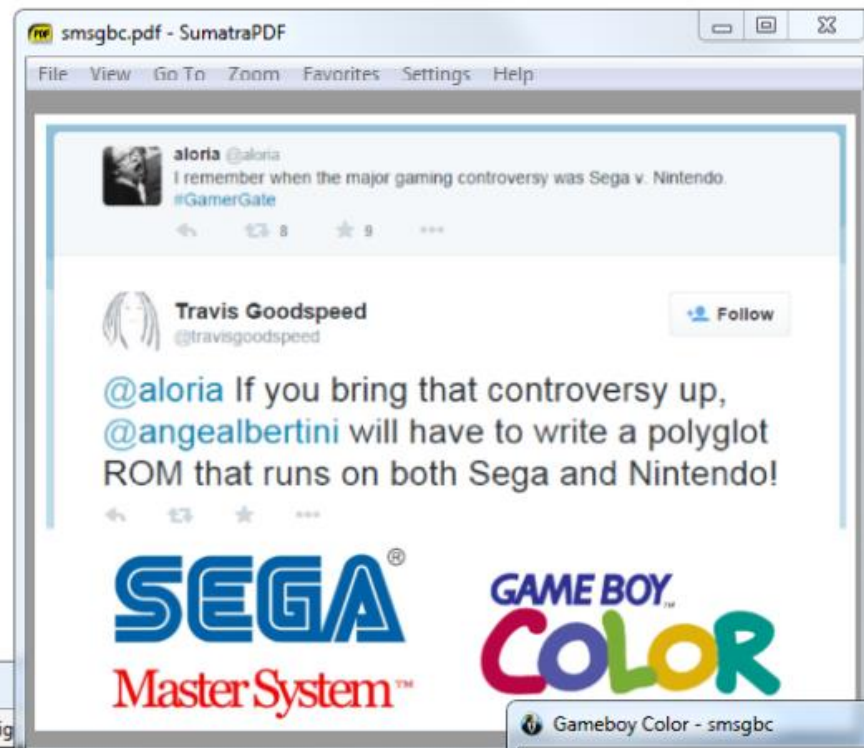 smsgbc.pdf - SumatraPDF
File View Go To Zoom Favorites Settings Help
aloria @aloria
I remember when the major gaming controversy was Sega v. Nintendo.
#GamerGate
8 9
Travis Goodspeed
@travisgoodspeed
Follow
@aloria If you bring that controversy up,
@angealbertini will have to write a polyglot
ROM that runs on both Sega and Nintendo!
SEGA®
Master System™
GAME BOY™
COLOR
ig
Gameboy Color - smsgbc